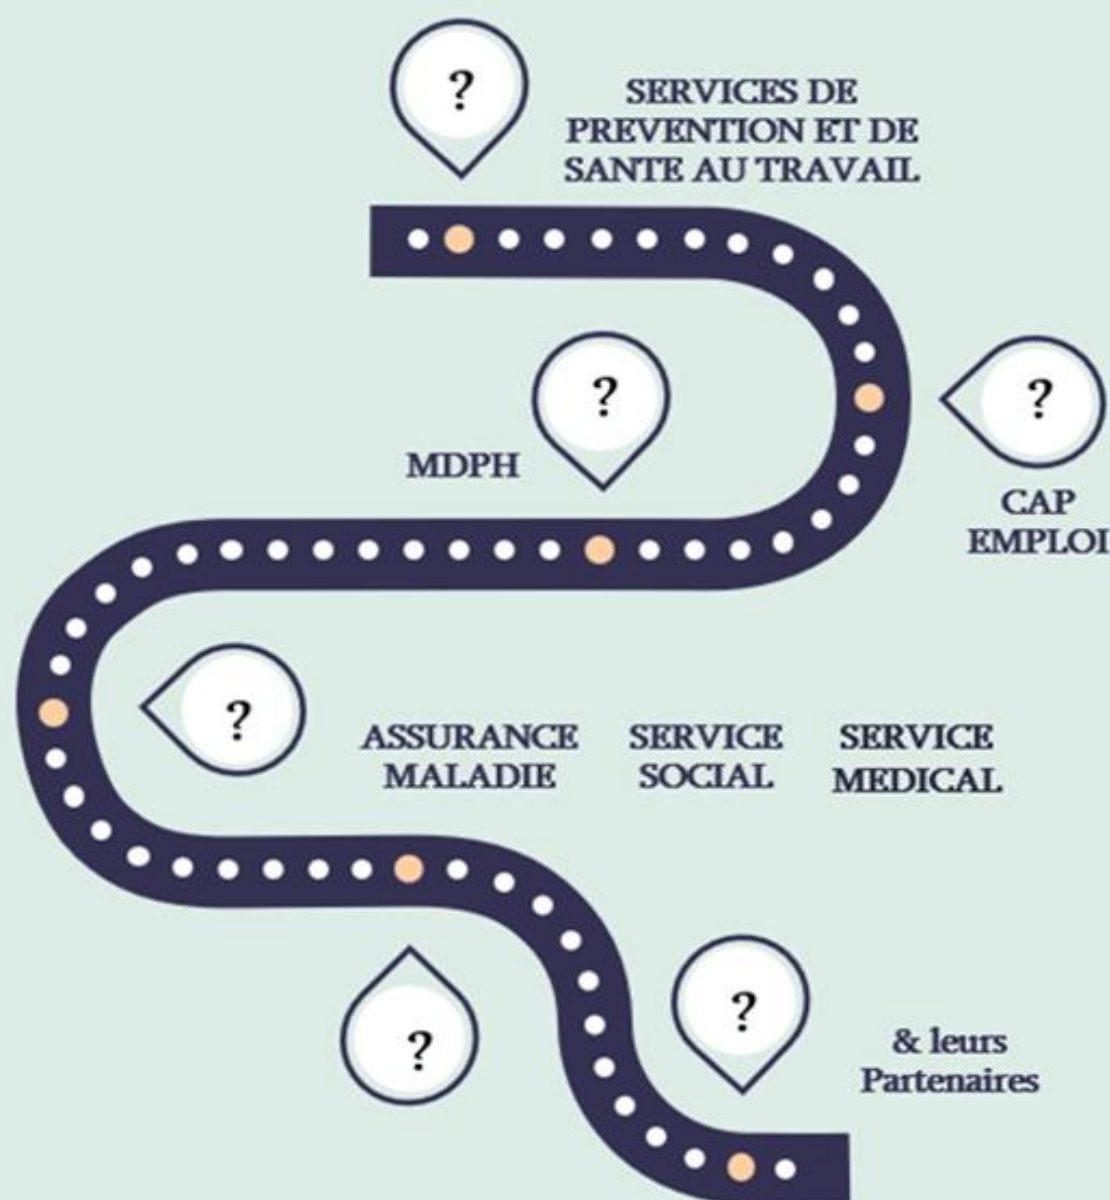 ?
SERVICES DE
PREVENTION ET DE
SANTE AU TRAVAIL
?
?
MDPH
CAP
EMPLOI
?
ASSURANCE
MALADIE
SERVICE
SOCIAL
SERVICE
MEDICAL
?
?
& leurs
Partenaires